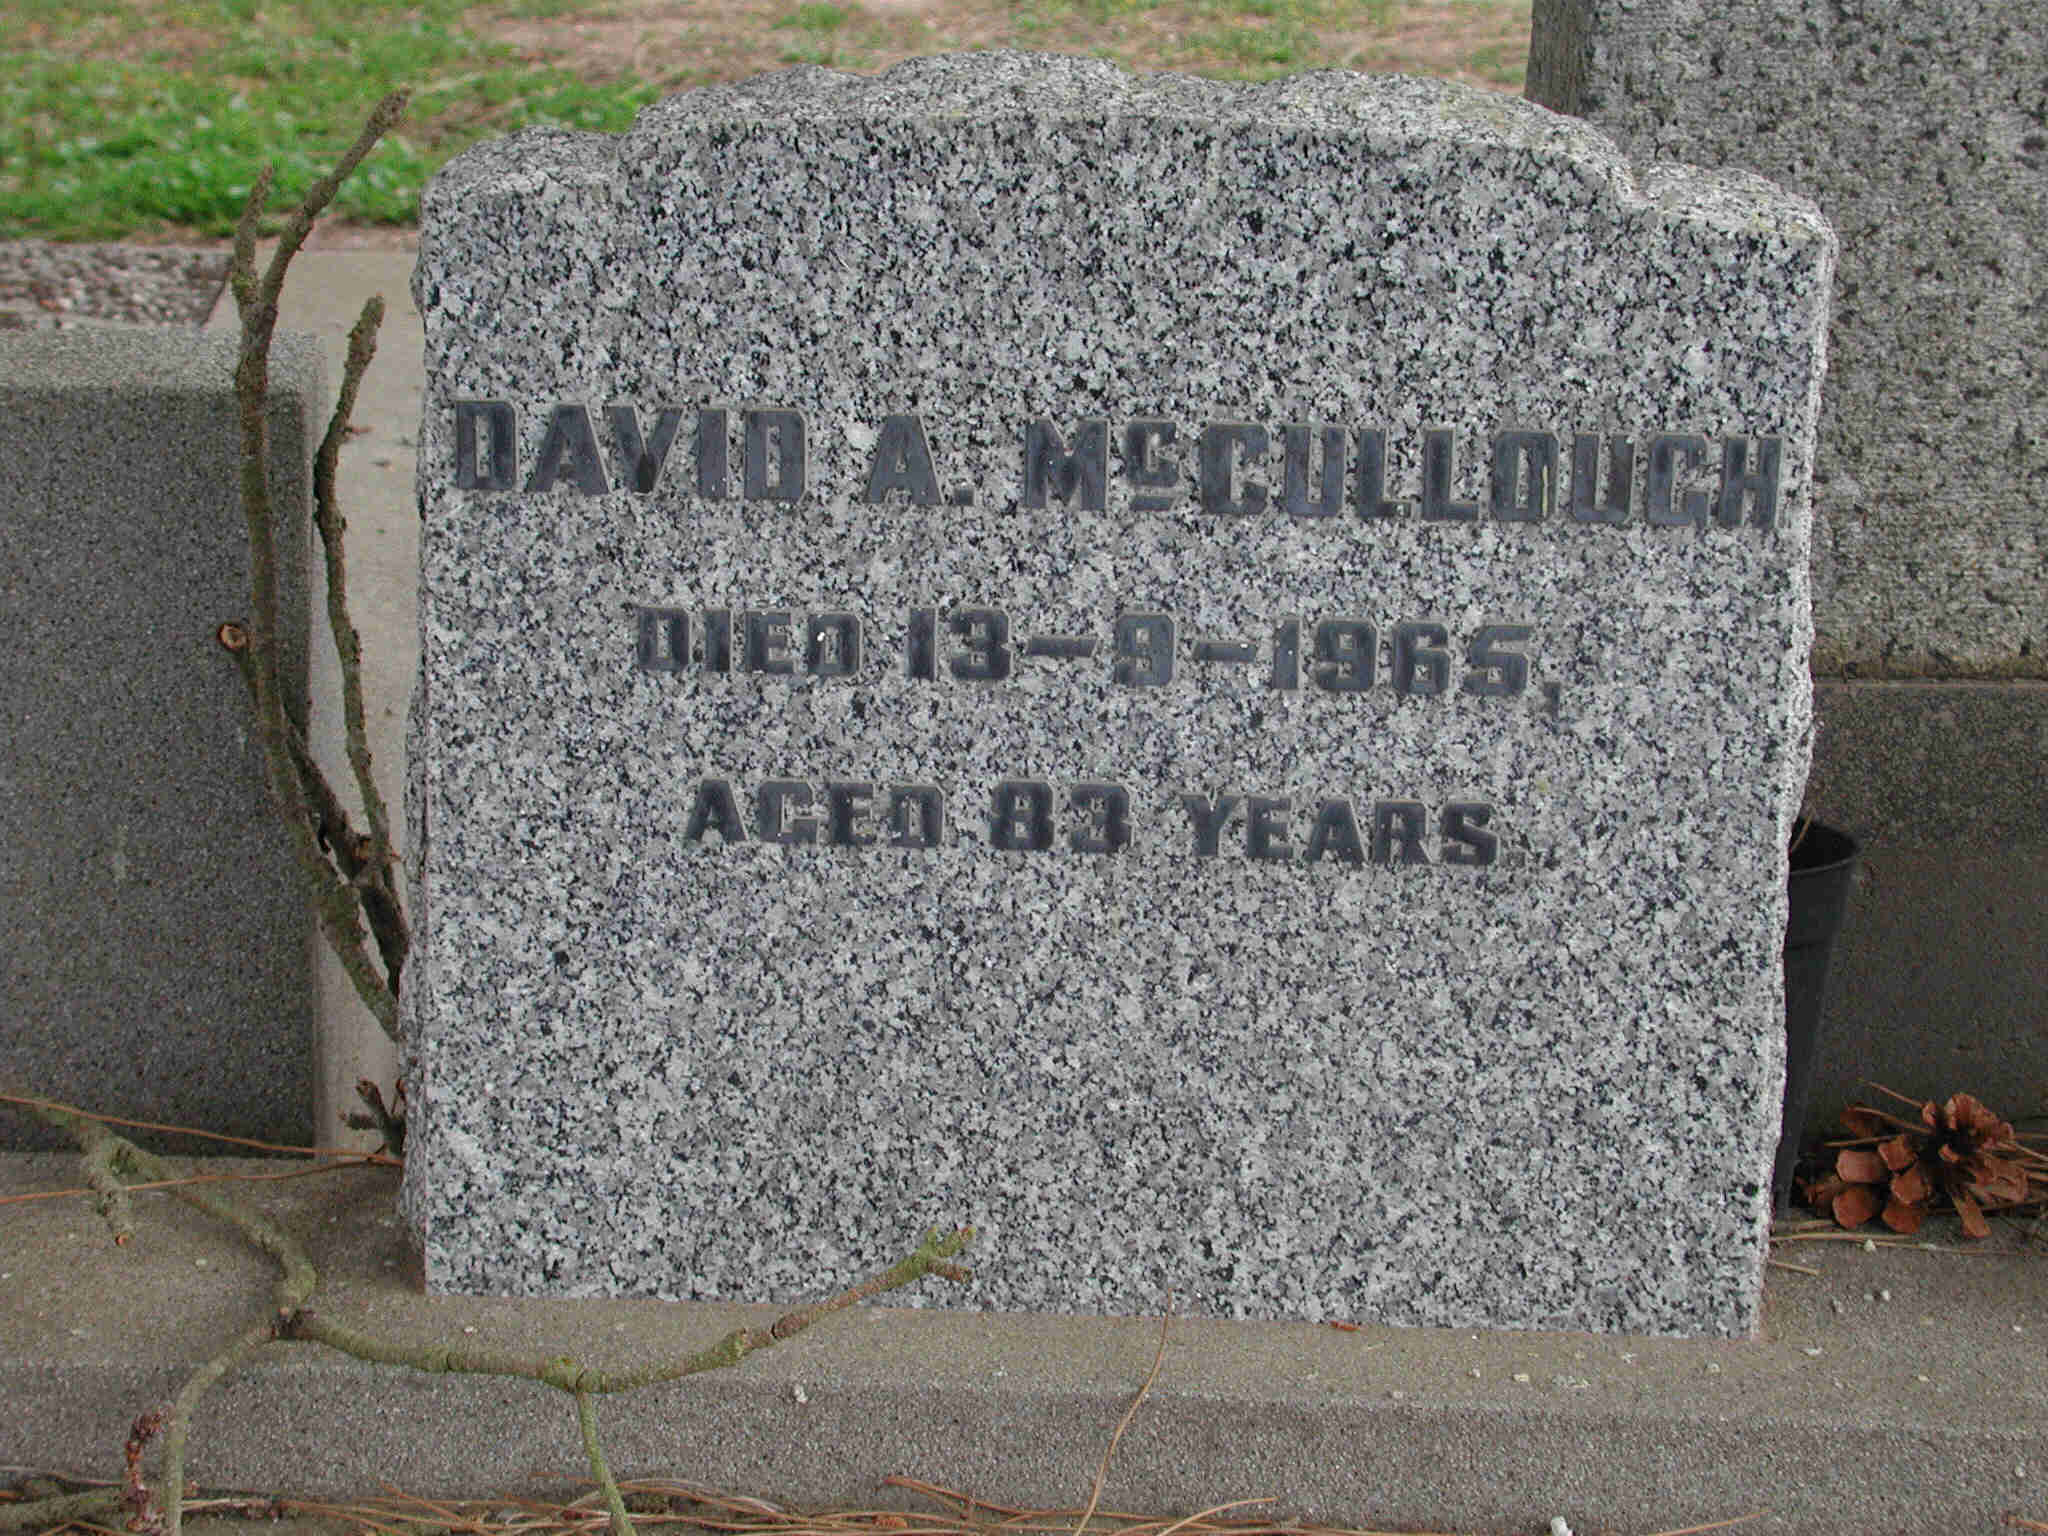 DAVID A. McCULLOUGH
DIED 13-9-1965,
AGED 83 YEARS.